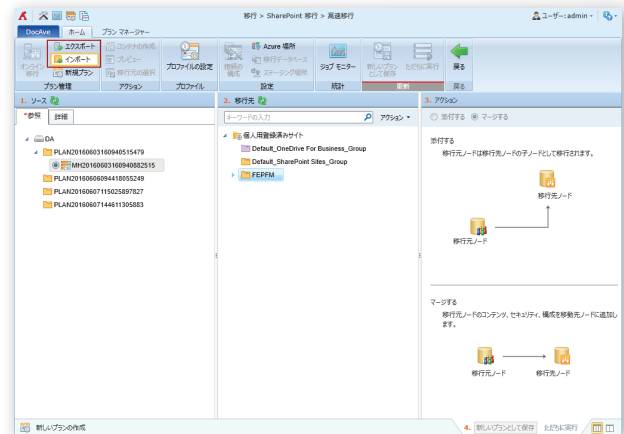 移行 > SharePoint 移行 > 高速移行
ユーザー:admin
DocAve
ホーム
プラン マネージャー
オンライン移行
エクスポート
インポート
新規プラン
プラン管理
コンテナの作成
プレビュー
移行元の選択
アクション
プロファイルの設定
プロファイル
接続の構成
Azure 場所
移行データベース
ステージング場所
設定
ジョブ モニター
統計
新しいプランとして保存
ただちに実行
更新
戻る
戻る
1. ソース
*参照
詳細
DA
PLAN20160603160940515479
MH20160603160940882515
PLAN20160606094418055249
PLAN20160607115025897827
PLAN20160607144611305883
2. 移行先
キーワードの入力
アクション
個人用登録済みサイト
Default_OneDrive For Business_Group
Default_SharePoint Sites_Group
FEPFM
3. アクション
添付する
マージする
添付する
移行元ノードは移行先ノードの子ノードとして移行されます。
移行先ノード
移行元ノード
マージする
移行元ノードのコンテンツ、セキュリティ、構成を移動先ノードに追加します。
移行元ノード
移行先ノード
新しいプランの作成
4. 新しいプランとして保存
ただちに実行